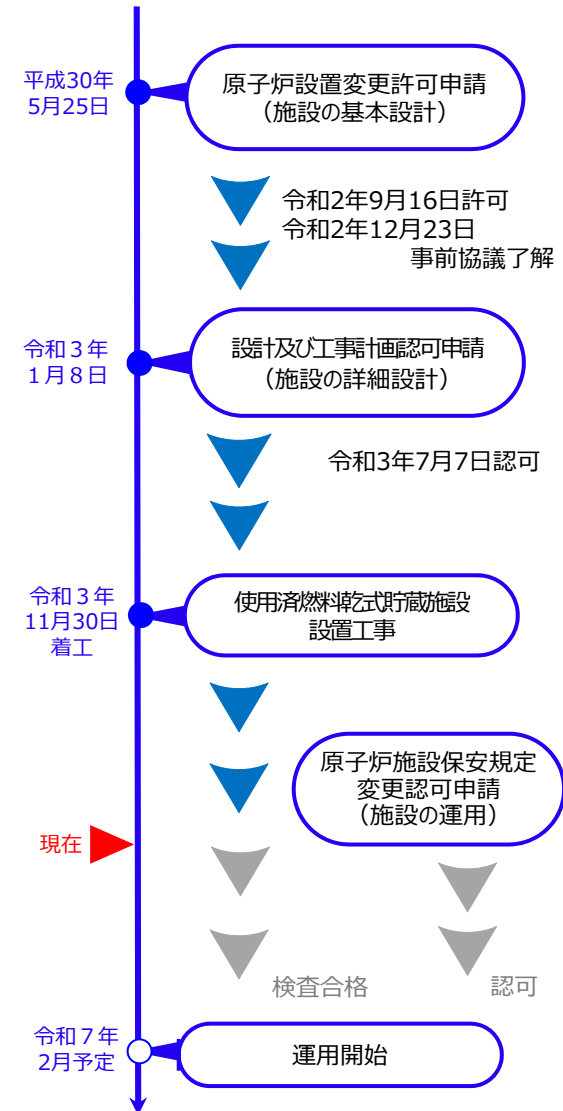 平成30年
5月25日
原子炉設置変更許可申請
（施設の基本設計）
令和2年9月16日許可
令和2年12月23日
事前協議了解
令和３年
１月８日
設計及び工事計画認可申請
（施設の詳細設計）
令和3年7月7日認可
令和３年
11月30日
着工
使用済燃料乾式貯蔵施設
設置工事
原子炉施設保安規定
変更認可申請
（施設の運用）
現在
検査合格
認可
令和７年
2月予定
運用開始